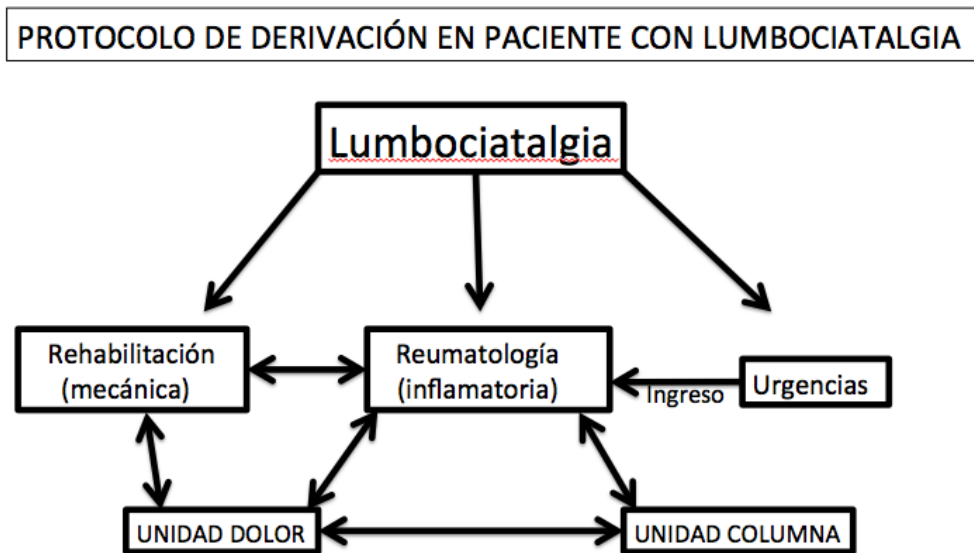 PROTOCOLO DE DERIVACIÓN EN PACIENTE CON LUMBOCIATALGIA
Lumbociatalgia
Rehabilitación
(mecánica)
Reumatología
(inflamatoria)
Ingreso
Urgencias
UNIDAD DOLOR
UNIDAD COLUMNA